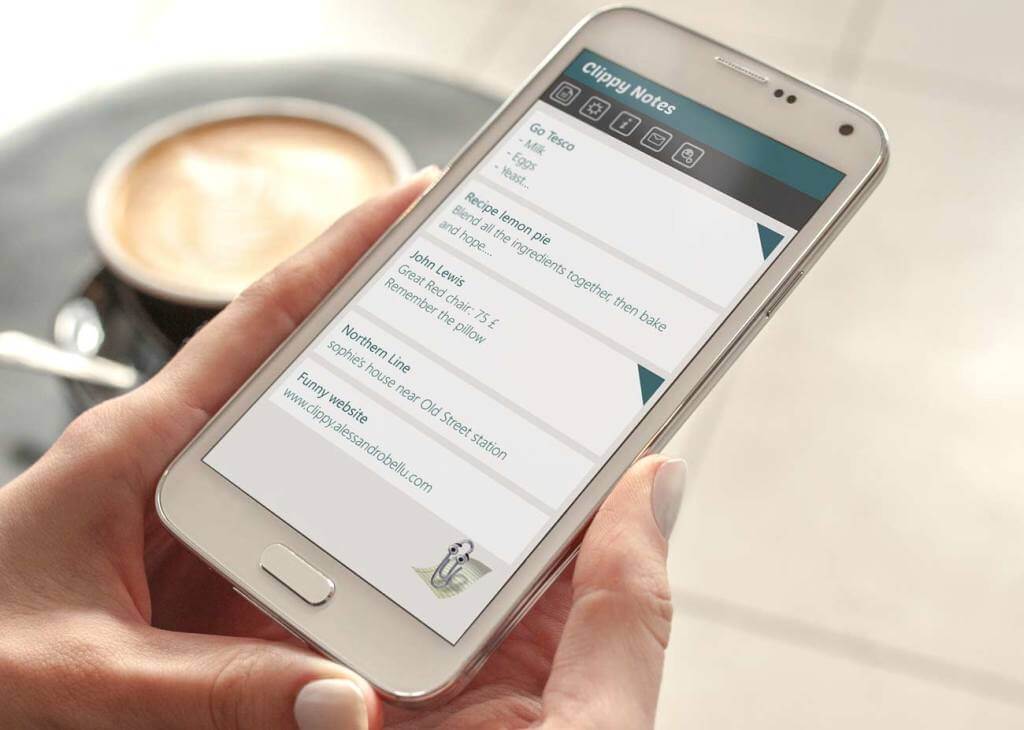 Clippy Notes
Go Tesco
- Milk
- Eggs
- Yeast...
Recipe lemon pie
Blend all the ingredients together, then bake
and hope....
John Lewis
Great Red chair: 75 £
Remember the pillow
Northern Line
sophie's house near Old Street station
Funny website
www.clippy.alessandrobellu.com